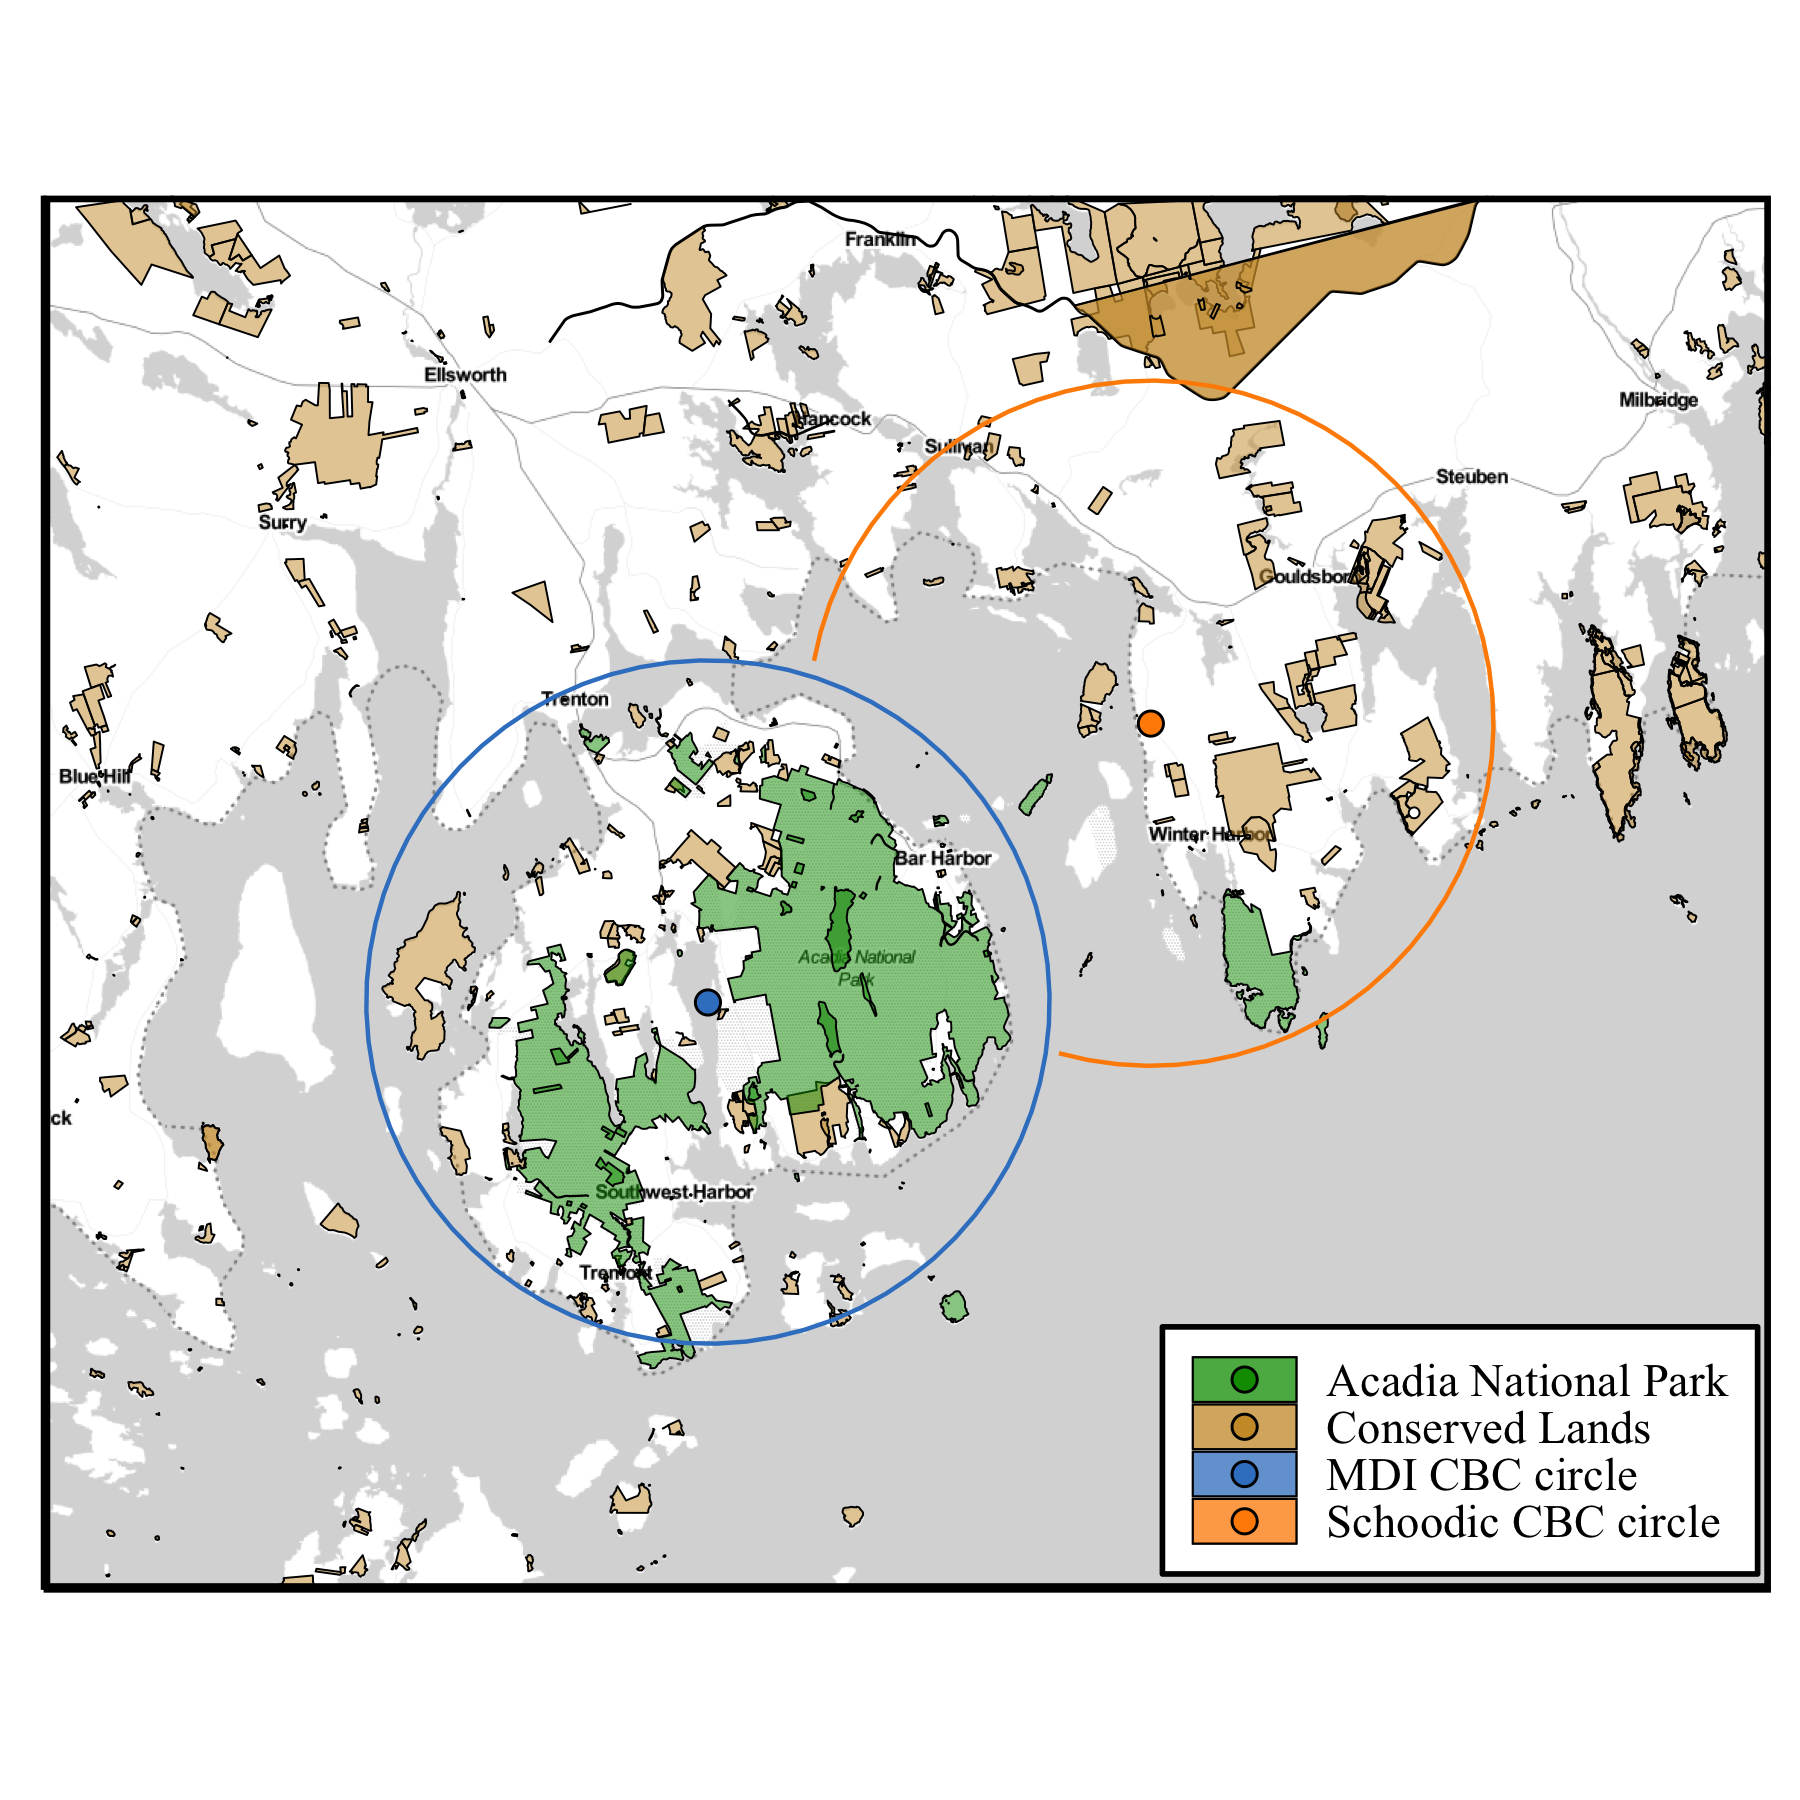 Franklin
Ellsworth
Milbridge
Hancock
Sullivan
Steuben
Surry
Gouldsboro
Trenton
Blue Hill
Winter Harbor
Bar Harbor
Acadia National
Park
ck
Southwest Harbor
Tremont
Acadia National Park
Conserved Lands
MDI CBC circle
Schoodic CBC circle